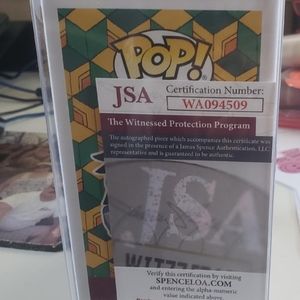 POP!
JSA
Certification Number:
WA094509
The Witnessed Protection Program
The autographed piece which accompanies this certificate was
signed in the presence of a James Spence Authentication, LLC
representative and is guaranteed to be authentic.
JSA
Verify this certification by visiting
SPENCELOA.COM
and entering the alpha-numeric
value indicated above